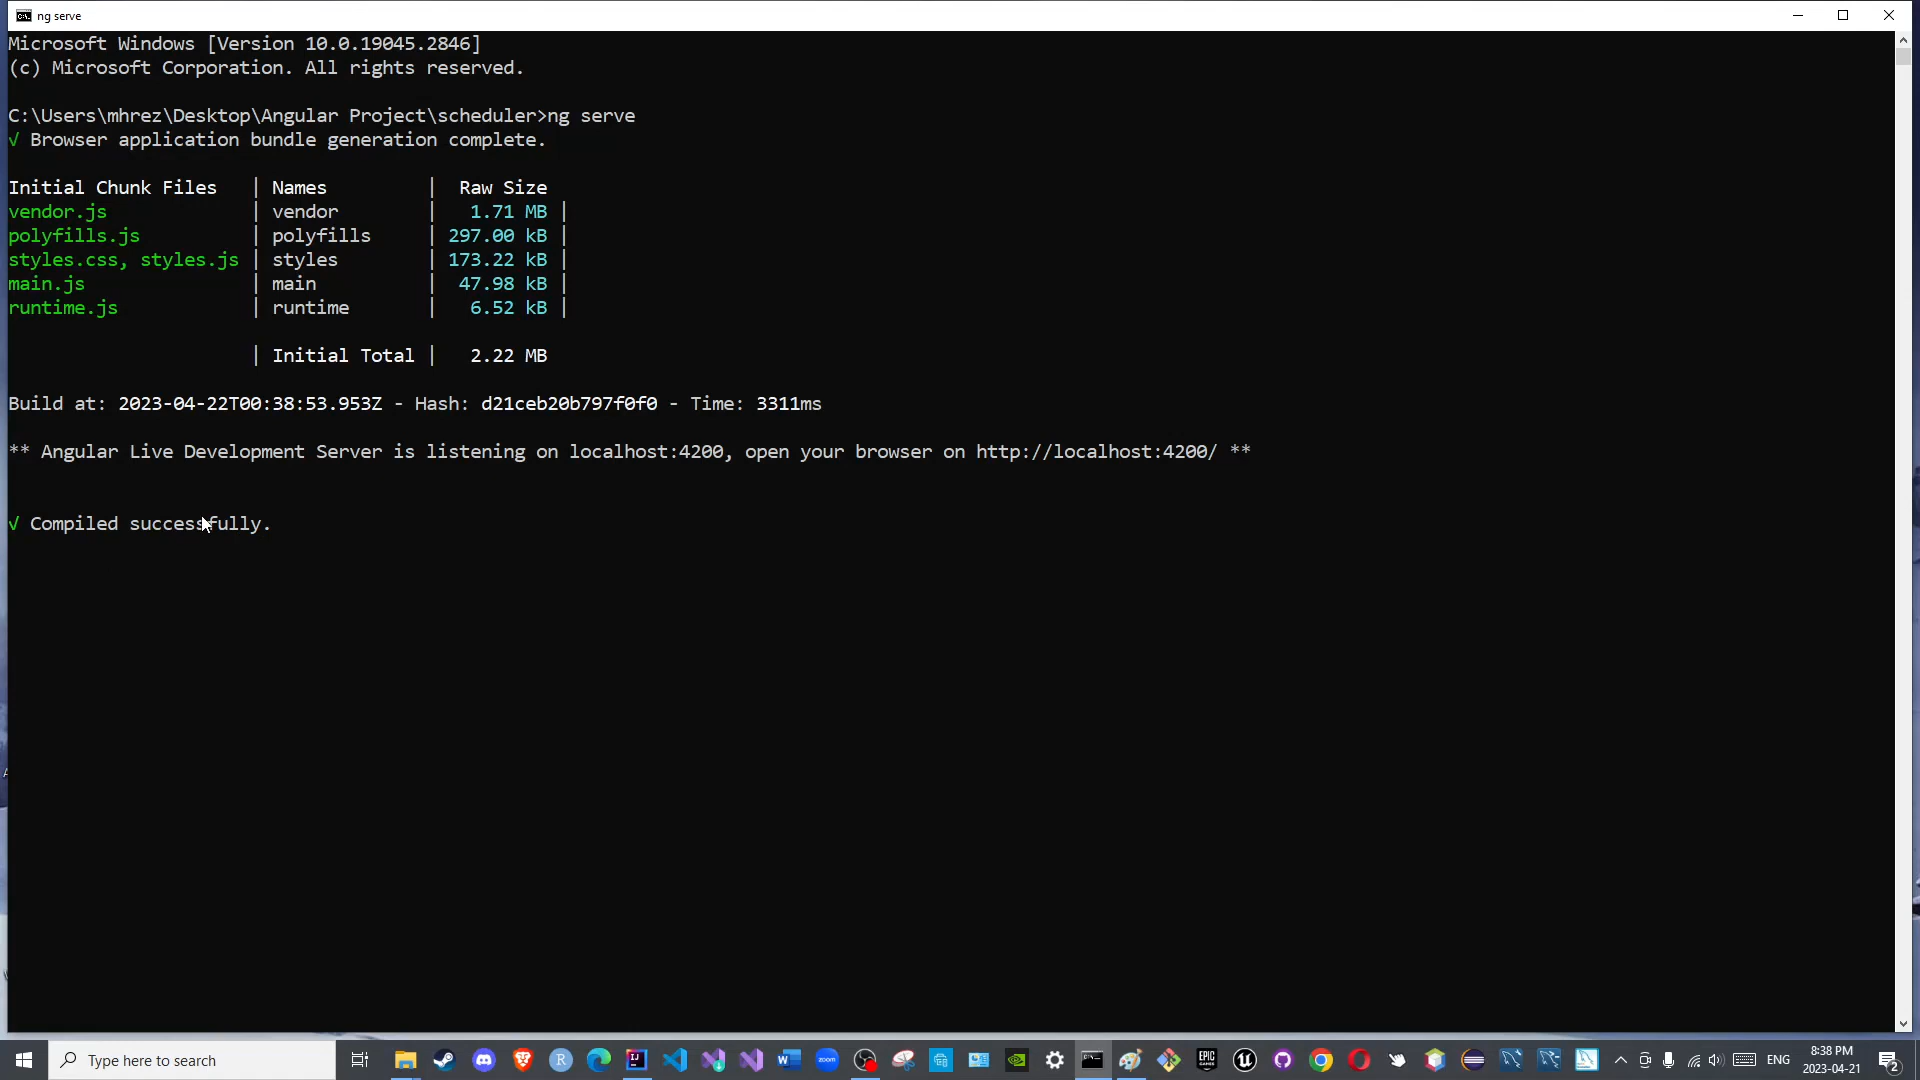 ng serve
Microsoft Windows [Version 10.0.19045.2846]
(c) Microsoft Corporation. All rights reserved.
C:\Users\mhrez\Desktop\Angular Project\scheduler>ng serve
√ Browser application bundle generation complete.
Initial Chunk Files | Names | Raw Size
vendor.js | vendor | 1.71 MB |
polyfills.js | polyfills | 297.00 kB |
styles.css, styles.js | styles | 173.22 kB |
main.js | main | 47.98 kB |
runtime.js | runtime | 6.52 kB |
| Initial Total | 2.22 MB
Build at: 2023-04-22T00:38:53.953Z - Hash: d21ceb20b797f0f0 - Time: 3311ms
** Angular Live Development Server is listening on localhost:4200, open your browser on http://localhost:4200/ **
√ Compiled successfully.
Type here to search
ENG
8:38 PM
2023-04-21
2